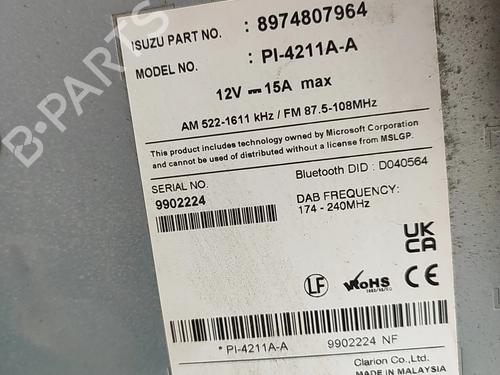 ISUZU PART NO. : 8974807964
MODEL NO. : PI-4211A-A
12V 15A max
AM 522-1611 kHz / FM 87.5-108MHz
This product includes technology owned by Microsoft Corporation
and cannot be used of distributed without a license from MSLGP.
Bluetooth DID : D040564
SERIAL NO.
9902224
DAB FREQUENCY:
174 - 240MHz
UK
CA
LF
RoHS
CE
* PI-4211A-A
9902224 NF
Clarion Co.,Ltd.
MADE IN MALAYSIA
B-PARTS